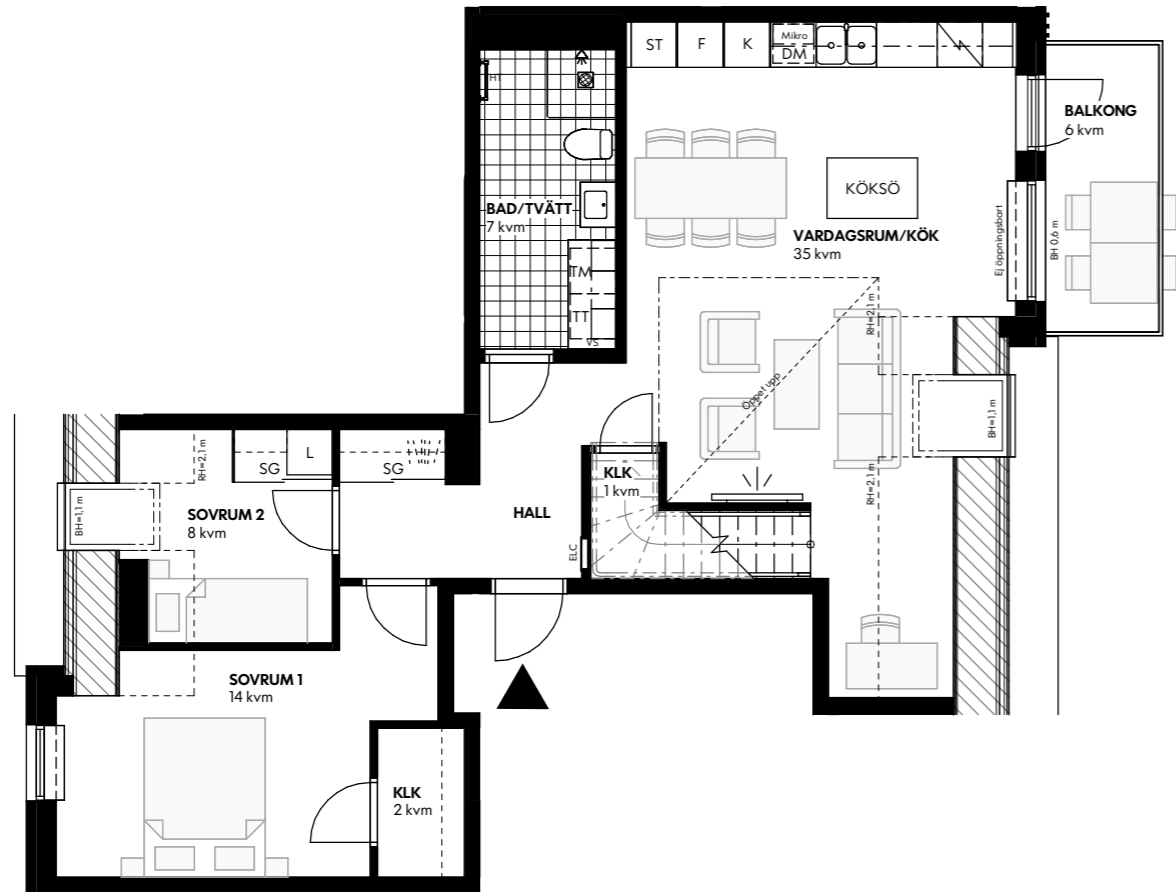 ST
F
K
Mikro
DM
HT
BALKONG
6 kvm
KÖKSÖ
BAD/TVÄTT
7 kvm
VARDAGSRUM/KÖK
35 kvm
Ej öppningsbart
BH 0,6 m
TM
TT
VS
RH=2,1 m
Öppet upp
BH=1,1 m
RH=2,1 m
SG
L
SG
RH=2,1 m
BH=1,1 m
SOVRUM 2
8 kvm
KLK
1 kvm
HALL
ELC
SOVRUM 1
14 kvm
KLK
2 kvm